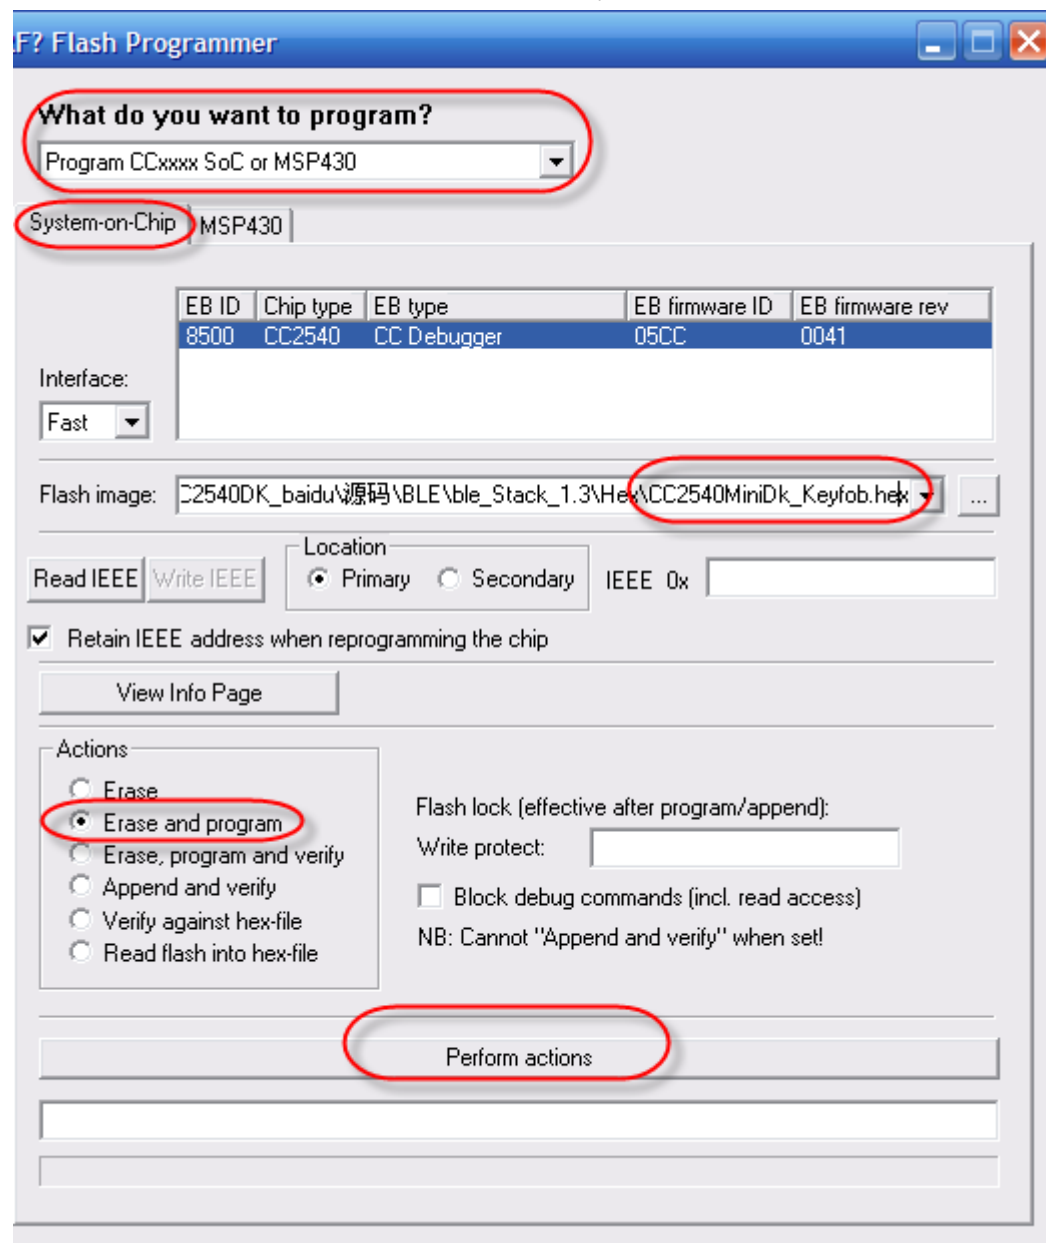 F? Flash Programmer
What do you want to program?
Program CCxxxx SoC or MSP430
System-on-Chip MSP430
EB ID Chip type EB type EB firmware ID EB firmware rev
8500 CC2540 CC Debugger 05CC 0041
Interface:
Fast
Flash image: C2540DK_baidu\源码\BLE\ble_Stack_1.3\Hex\CC2540MiniDk_Keyfob.hex ...
Location
Read IEEE Write IEEE Primary Secondary IEEE 0x
Retain IEEE address when reprogramming the chip
View Info Page
Actions
Erase
Erase and program
Erase, program and verify
Append and verify
Verify against hex-file
Read flash into hex-file
Flash lock (effective after program/append):
Write protect:
Block debug commands (incl. read access)
NB: Cannot "Append and verify" when set!
Perform actions